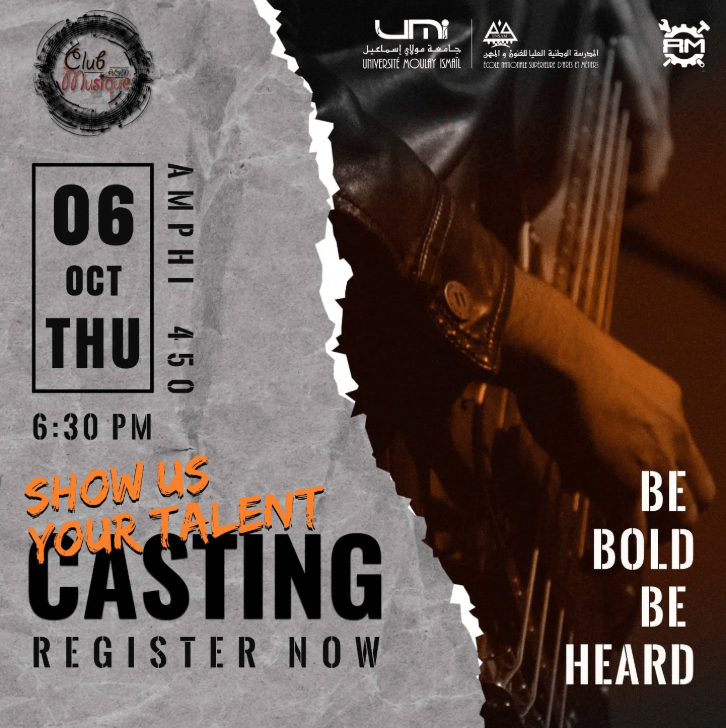 Club
Musique
umi
جامعة مولاي إسماعيل
UNIVERSITÉ MOULAY ISMAÏL
المدرسة الوطنية العليا للفنون و المهن
ÉCOLE NATIONALE SUPÉRIEURE D'ARTS ET MÉTIERS
AM
06
OCT
THU
AMPHI 450
6:30 PM
SHOW US
YOUR TALENT
CASTING
REGISTER NOW
BE
BOLD
BE
HEARD